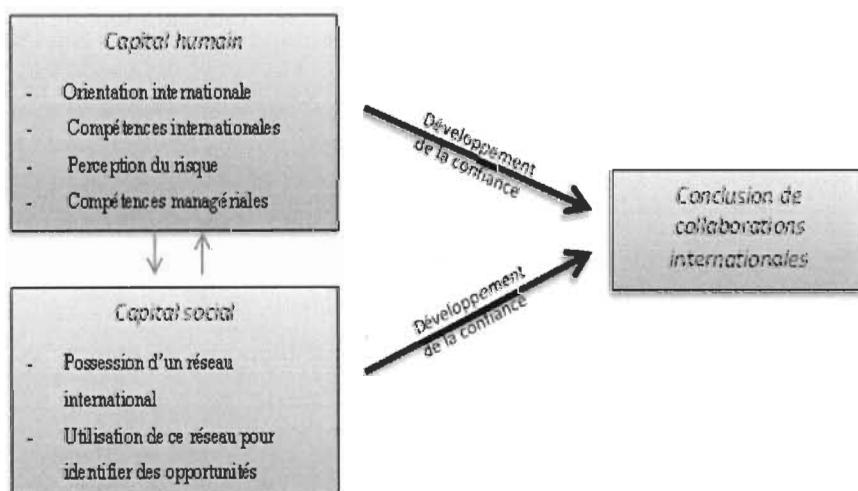 Capital humain
- Orientation internationale
- Compétences internationales
- Perception du risque
- Compétences managériales
Développement
de la confiance
Conclusion de
collaborations
internationales
Capital social
- Possession d'un réseau
international
- Utilisation de ce réseau pour
identifier des opportunités
Développement
de la confiance